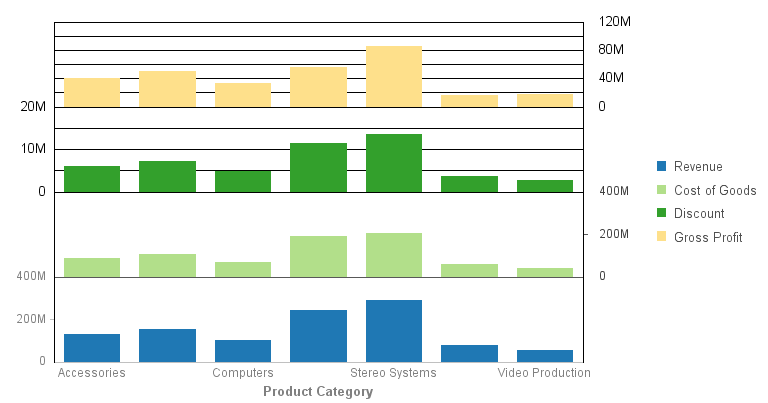 120M
80M
40M
20M 0
10M
Revenue
0 400M
Cost of Goods
Discount
200M
Gross Profit
400M 0
200M
0
Accessories Computers Stereo Systems Video Production
Product Category